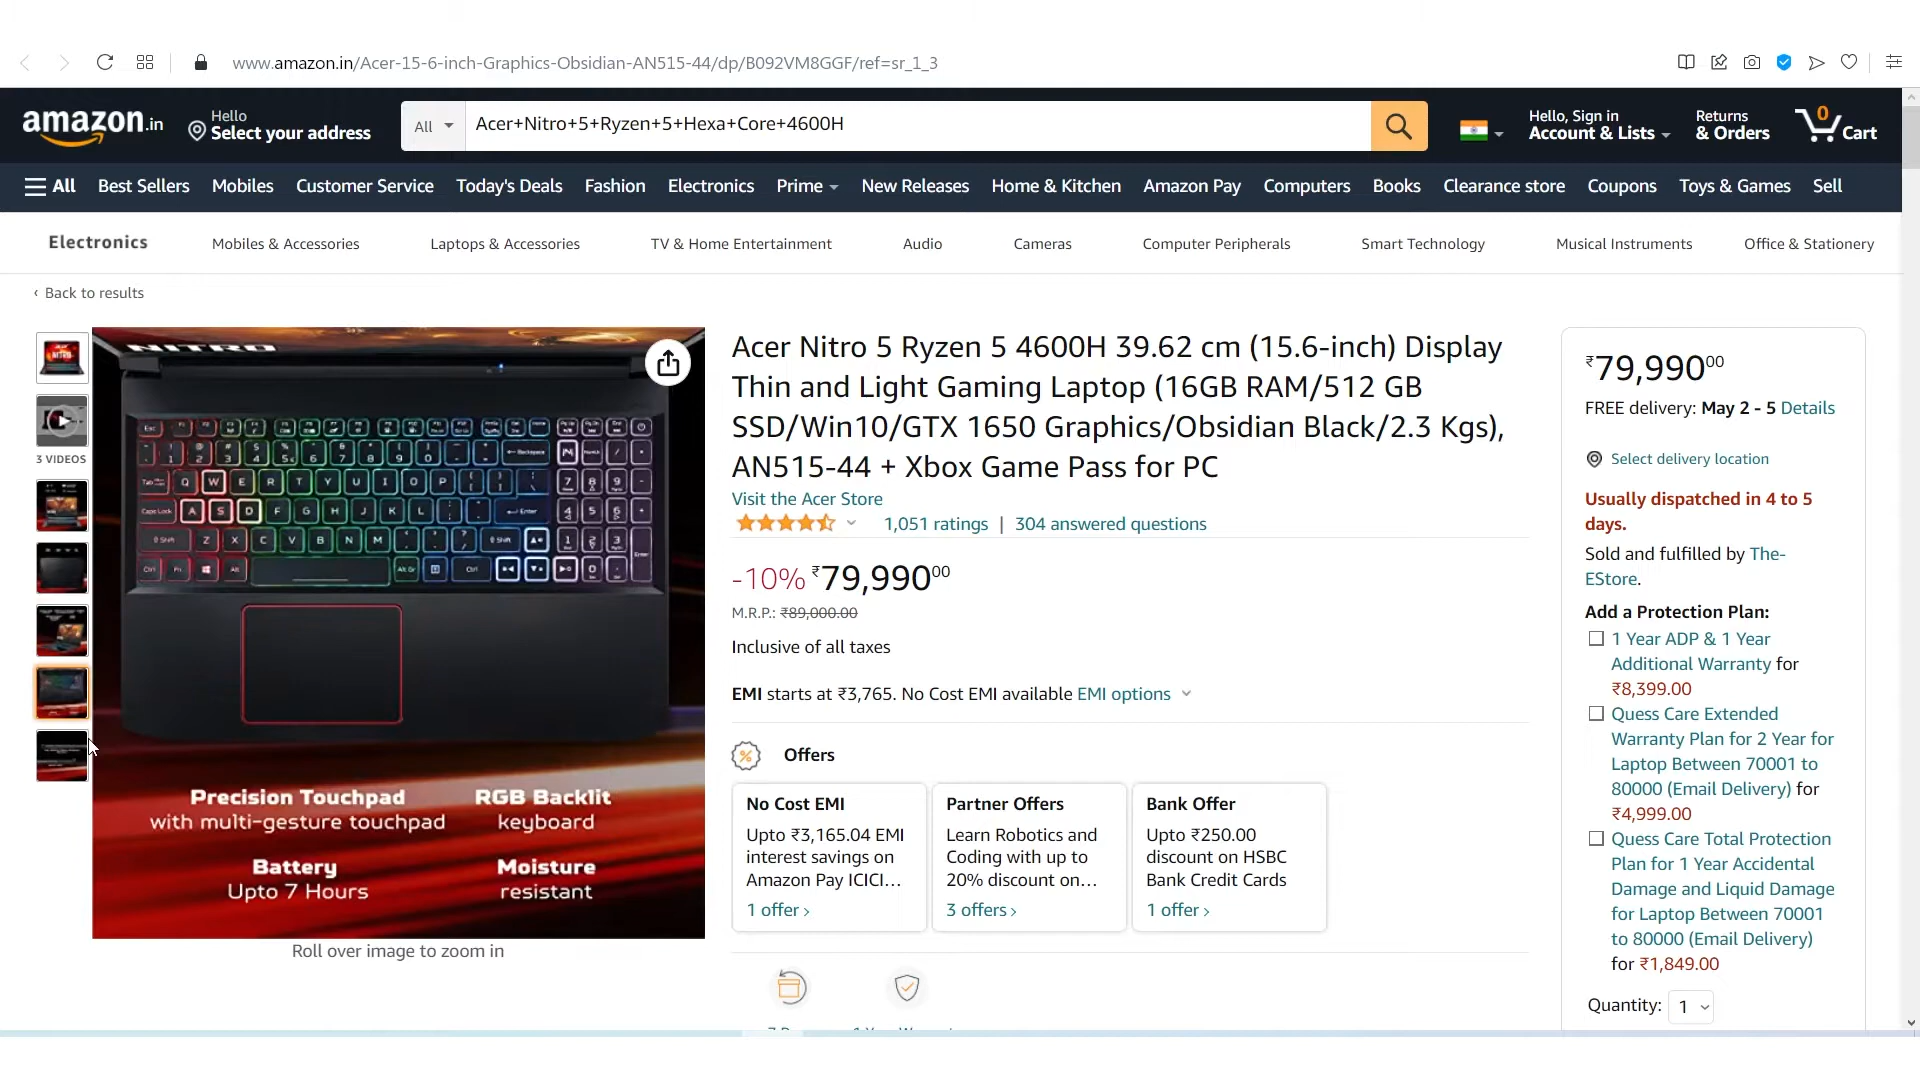 www.amazon.in/Acer-15-6-inch-Graphics-Obsidian-AN515-44/dp/B092VM8GGF/ref=sr_1_3
amazon.in
Hello
Select your address
All
Acer+Nitro+5+Ryzen+5+Hexa+Core+4600H
Hello, Sign in
Account & Lists
Returns
& Orders
0
Cart
All
Best Sellers
Mobiles
Customer Service
Today's Deals
Fashion
Electronics
Prime
New Releases
Home & Kitchen
Amazon Pay
Computers
Books
Clearance store
Coupons
Toys & Games
Sell
Electronics
Mobiles & Accessories
Laptops & Accessories
TV & Home Entertainment
Audio
Cameras
Computer Peripherals
Smart Technology
Musical Instruments
Office & Stationery
‹ Back to results
3 VIDEOS
NITRO
Precision Touchpad
with multi-gesture touchpad
RGB Backlit
keyboard
Battery
Upto 7 Hours
Moisture
resistant
Roll over image to zoom in
Acer Nitro 5 Ryzen 5 4600H 39.62 cm (15.6-inch) Display
Thin and Light Gaming Laptop (16GB RAM/512 GB
SSD/Win10/GTX 1650 Graphics/Obsidian Black/2.3 Kgs),
AN515-44 + Xbox Game Pass for PC
Visit the Acer Store
1,051 ratings | 304 answered questions
-10% ₹79,99000
M.R.P.: ₹89,000.00
Inclusive of all taxes
EMI starts at ₹3,765. No Cost EMI available EMI options
Offers
No Cost EMI
Upto ₹3,165.04 EMI
interest savings on
Amazon Pay ICICI…
1 offer ›
Partner Offers
Learn Robotics and
Coding with up to
20% discount on…
3 offers ›
Bank Offer
Upto ₹250.00
discount on HSBC
Bank Credit Cards
1 offer ›
₹79,99000
FREE delivery: May 2 - 5 Details
Select delivery location
Usually dispatched in 4 to 5
days.
Sold and fulfilled by The-
EStore.
Add a Protection Plan:
1 Year ADP & 1 Year
Additional Warranty for
₹8,399.00
Quess Care Extended
Warranty Plan for 2 Year for
Laptop Between 70001 to
80000 (Email Delivery) for
₹4,999.00
Quess Care Total Protection
Plan for 1 Year Accidental
Damage and Liquid Damage
for Laptop Between 70001
to 80000 (Email Delivery)
for ₹1,849.00
Quantity: 1